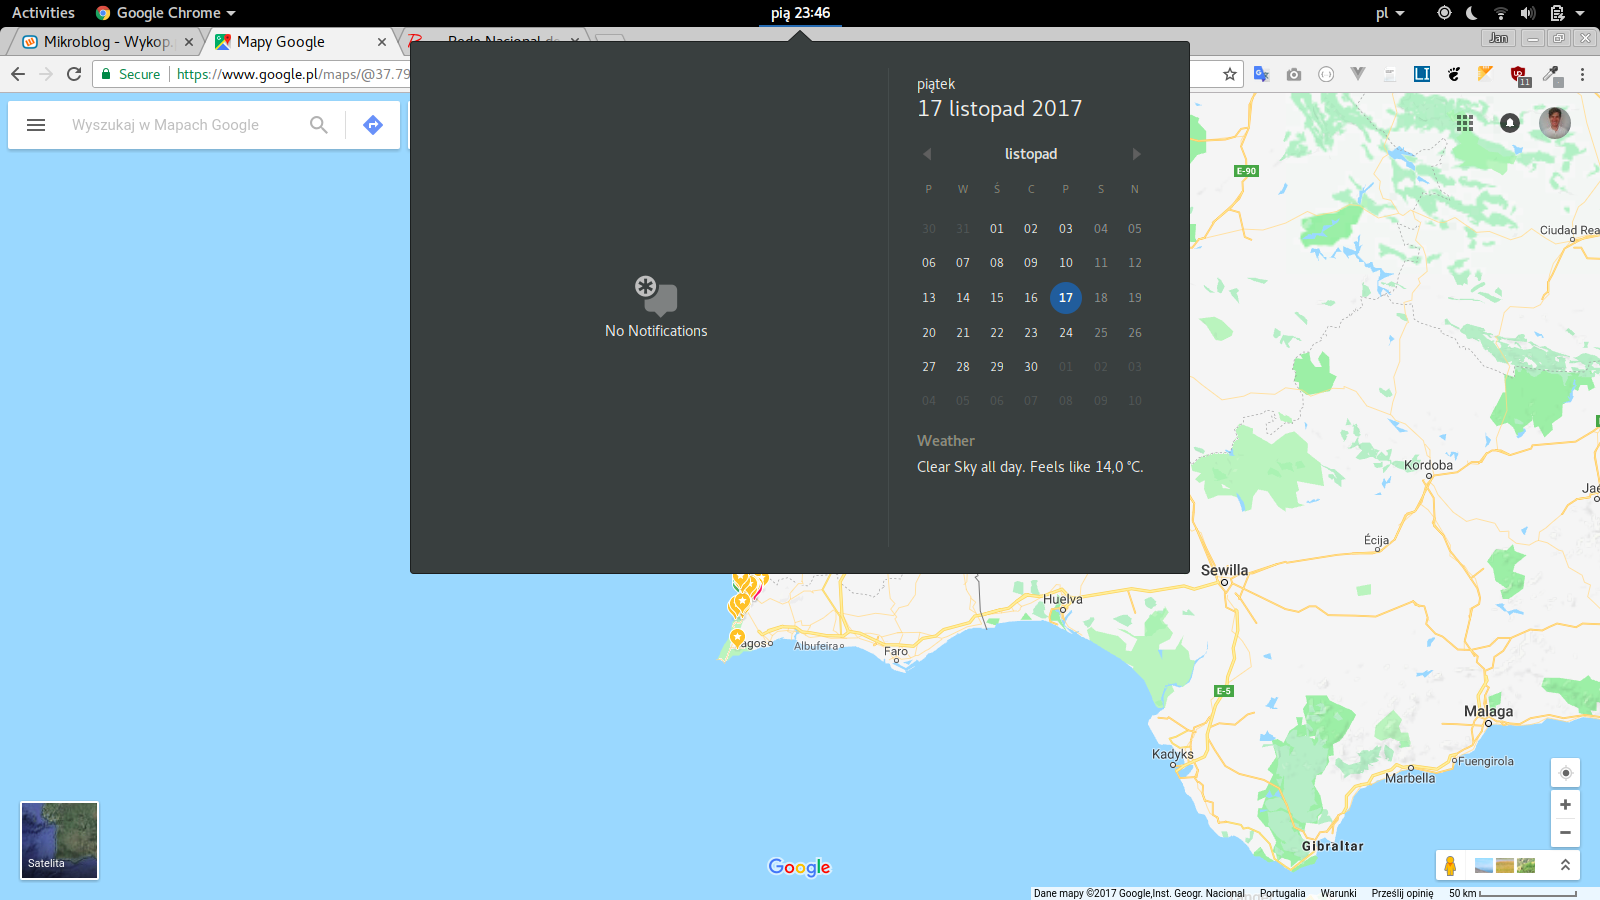 Activities Google Chrome pią 23:46 pl
Mikroblog - Wykop. Mapy Google Rede Nacional de Jan
Secure https://www.google.pl/maps/@37.79 11
Wyszukaj w Mapach Google
piątek
17 listopad 2017
listopad
P W Ś C P S N
30 31 01 02 03 04 05
06 07 08 09 10 11 12
13 14 15 16 17 18 19
20 21 22 23 24 25 26
27 28 29 30 01 02 03
04 05 06 07 08 09 10
No Notifications
Weather
Clear Sky all day. Feels like 14,0 °C.
E-90
Ciudad Rea
Kordoba
Jaé
Écija
Sewilla
Huelva
agos
Albufeira
Faro
E-5
Malaga
Kadyks
Fuengirola
Marbella
Gibraltar
Satelita
Google
Dane mapy ©2017 Google,Inst. Geogr. Nacional Portugalia Warunki Prześlij opinię 50 km